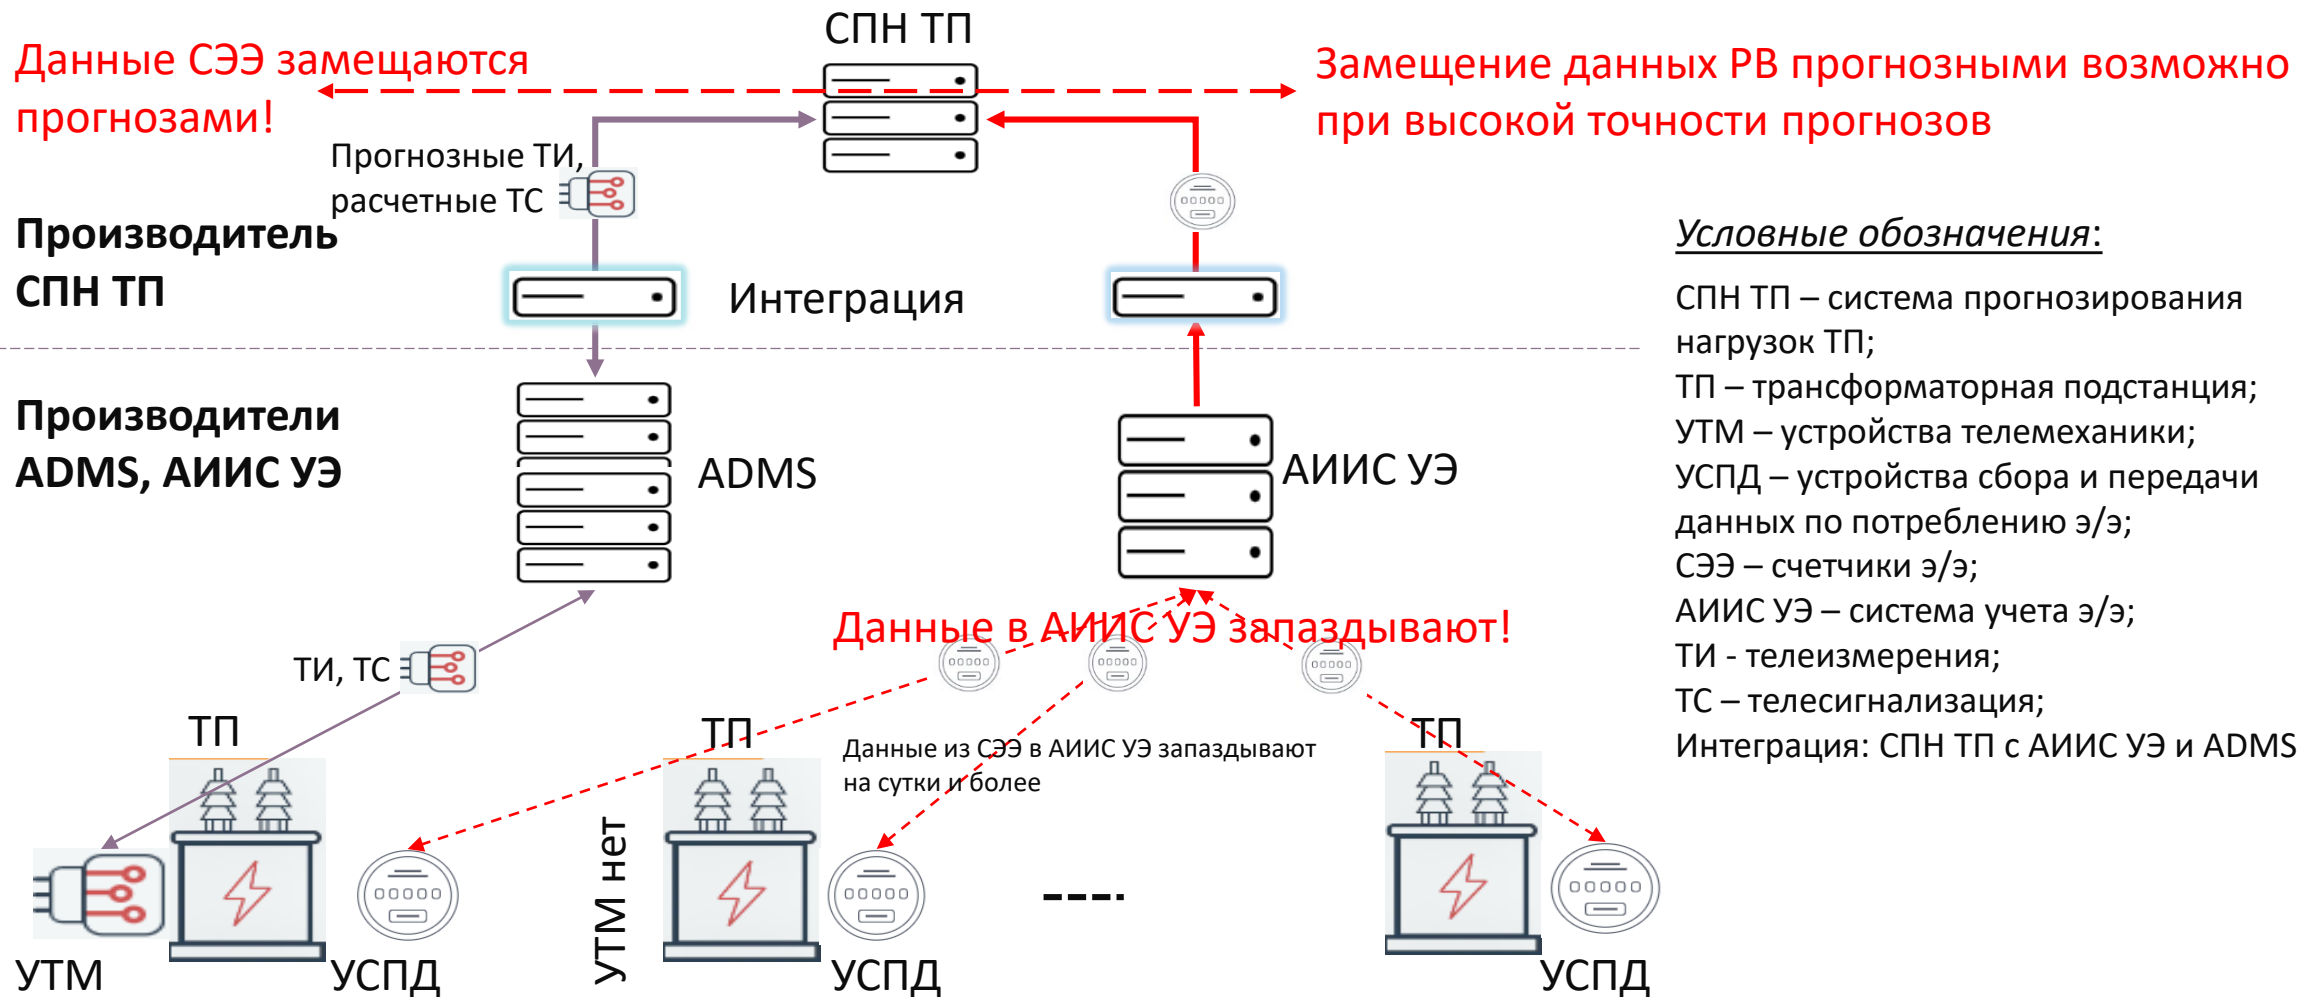 СПН ТП
Данные СЭЭ замещаются
прогнозами!
Замещение данных РВ прогнозными возможно
при высокой точности прогнозов
Прогнозные ТИ,
расчетные ТС
Производитель
СПН ТП
Интеграция
Производители
ADMS, АИИС УЭ
ADMS
АИИС УЭ
Данные в АИИС УЭ запаздывают!
ТИ, ТС
ТП
ТП
ТП
Данные из СЭЭ в АИИС УЭ запаздывают
на сутки и более
УТМ нет
УТМ
УСПД
УСПД
УСПД
Условные обозначения:
СПН ТП – система прогнозирования
нагрузок ТП;
ТП – трансформаторная подстанция;
УТМ – устройства телемеханики;
УСПД – устройства сбора и передачи
данных по потреблению э/э;
СЭЭ – счетчики э/э;
АИИС УЭ – система учета э/э;
ТИ - телеизмерения;
ТС – телесигнализация;
Интеграция: СПН ТП с АИИС УЭ и ADMS